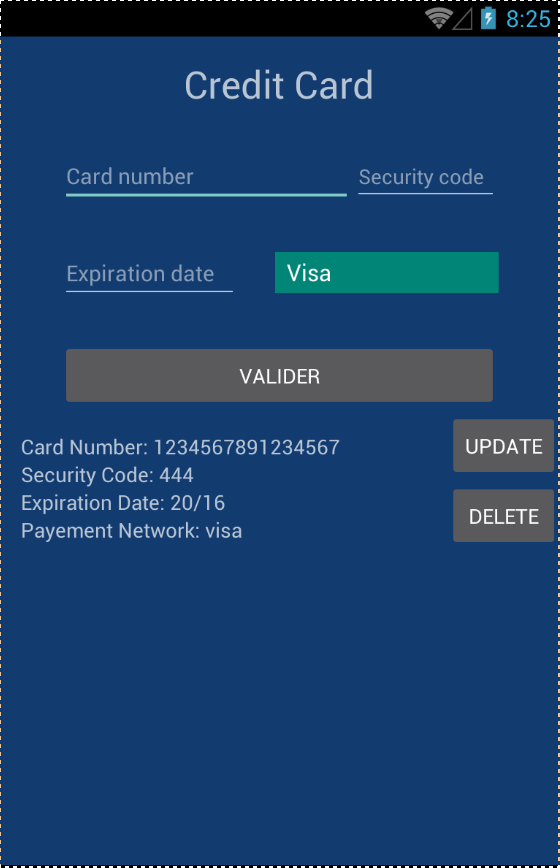 8:25
Credit Card
Card number Security code
Expiration date Visa
VALIDER
Card Number: 1234567891234567
Security Code: 444
Expiration Date: 20/16
Payement Network: visa
UPDATE
DELETE